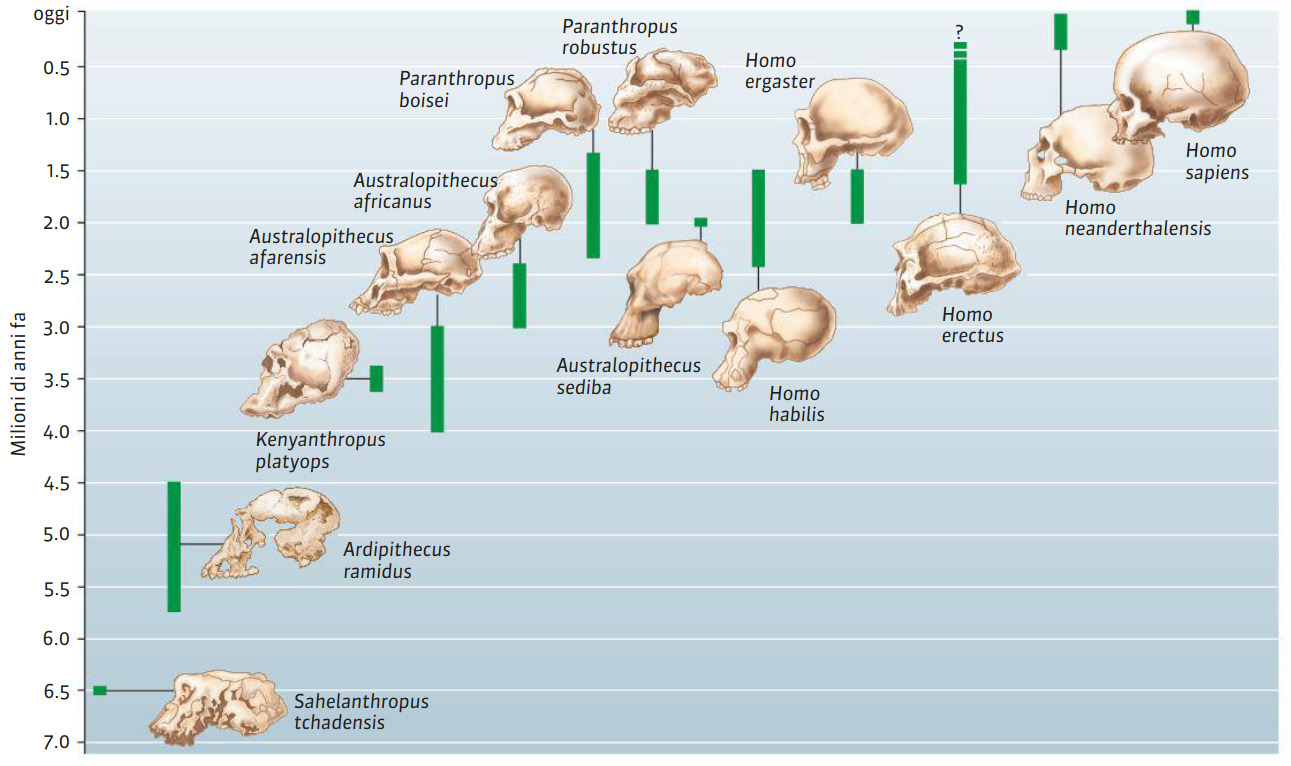 oggi
0.5
1.0
1.5
2.0
2.5
3.0
3.5
4.0
4.5
5.0
5.5
6.0
6.5
7.0
Milioni di anni fa
Sahelanthropus
tchadensis
Ardipithecus
ramidus
Kenyanthropus
platyops
Australopithecus
afarensis
Australopithecus
africanus
Paranthropus
boisei
Paranthropus
robustus
Australopithecus
sediba
Homo
habilis
Homo
ergaster
?
Homo
erectus
Homo
neanderthalensis
Homo
sapiens